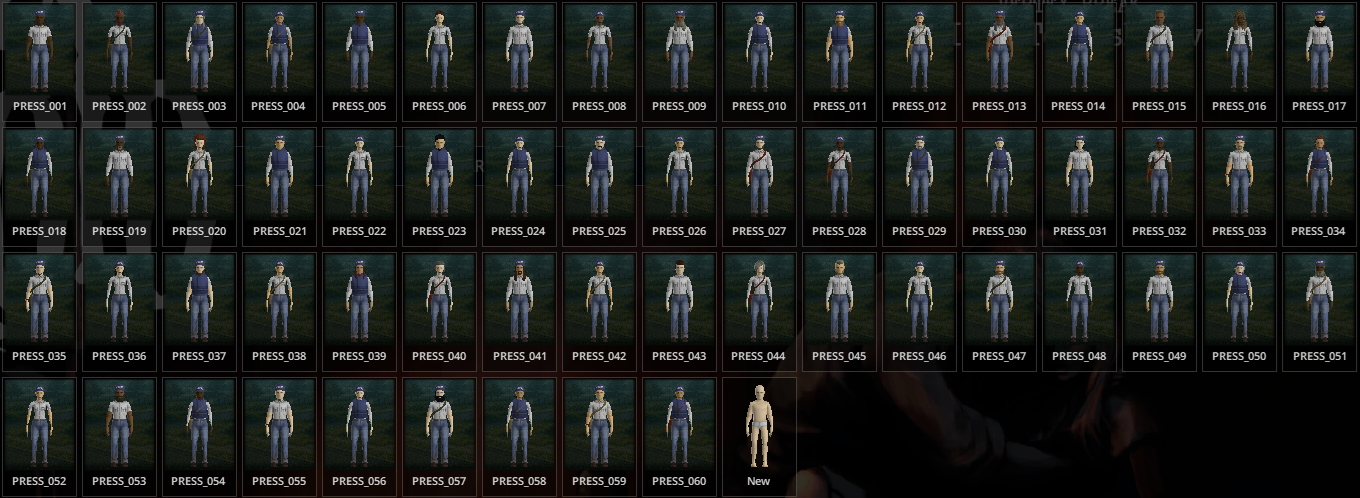 PRESS_001 PRESS_002 PRESS_003 PRESS_004 PRESS_005 PRESS_006 PRESS_007 PRESS_008 PRESS_009 PRESS_010 PRESS_011 PRESS_012 PRESS_013 PRESS_014 PRESS_015 PRESS_016 PRESS_017
PRESS_018 PRESS_019 PRESS_020 PRESS_021 PRESS_022 PRESS_023 PRESS_024 PRESS_025 PRESS_026 PRESS_027 PRESS_028 PRESS_029 PRESS_030 PRESS_031 PRESS_032 PRESS_033 PRESS_034
PRESS_035 PRESS_036 PRESS_037 PRESS_038 PRESS_039 PRESS_040 PRESS_041 PRESS_042 PRESS_043 PRESS_044 PRESS_045 PRESS_046 PRESS_047 PRESS_048 PRESS_049 PRESS_050 PRESS_051
PRESS_052 PRESS_053 PRESS_054 PRESS_055 PRESS_056 PRESS_057 PRESS_058 PRESS_059 PRESS_060 New